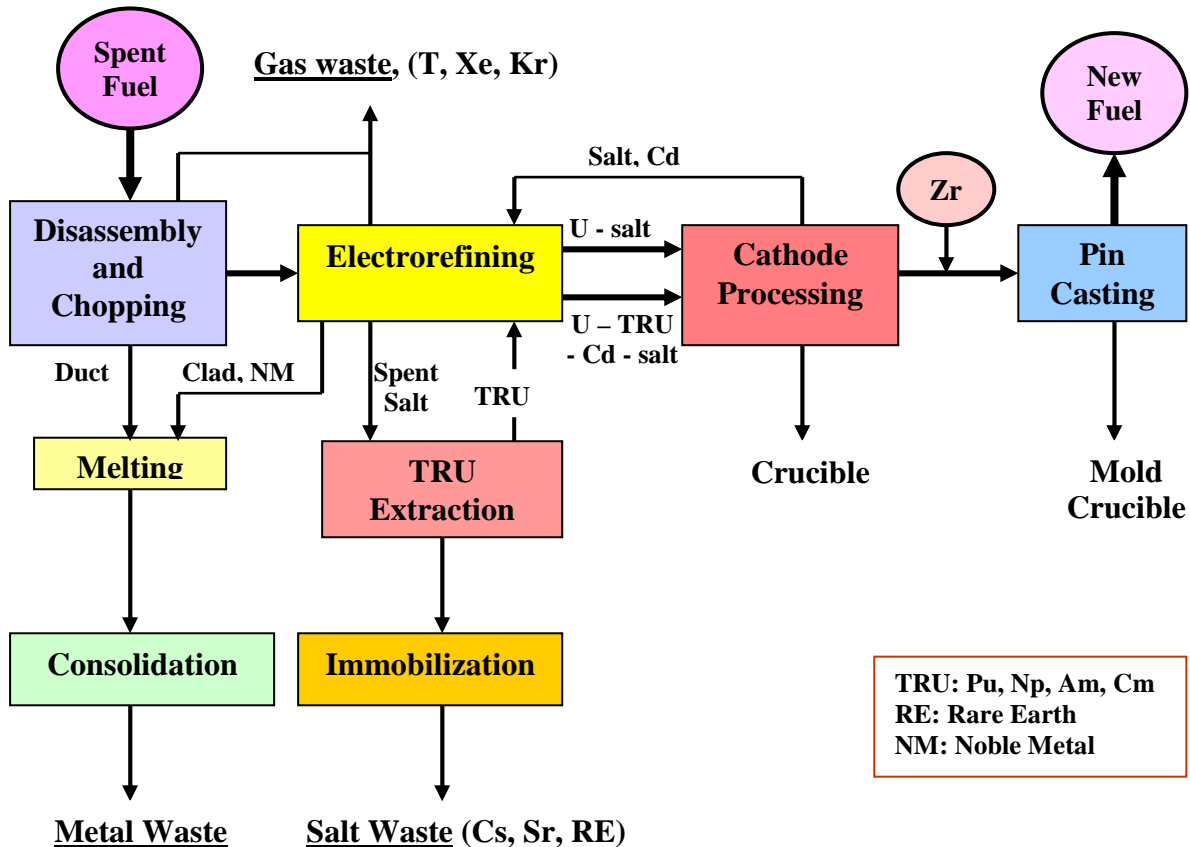 Spent
Fuel
Gas waste, (T, Xe, Kr)
New
Fuel
Salt, Cd
Zr
Disassembly
and
Chopping
Electrorefining
U - salt
Cathode
Processing
Pin
Casting
U – TRU
- Cd - salt
Duct
Clad, NM
Spent
Salt
TRU
Melting
TRU
Extraction
Crucible
Mold
Crucible
Consolidation
Immobilization
TRU: Pu, Np, Am, Cm
RE: Rare Earth
NM: Noble Metal
Metal Waste
Salt Waste (Cs, Sr, RE)